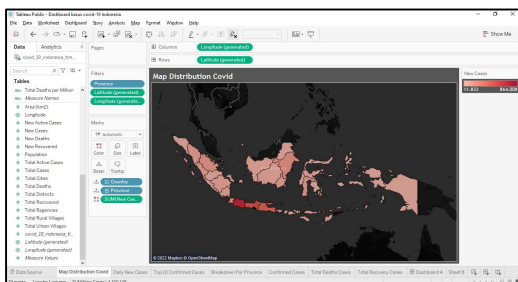 Tableau Public - Dashboard kasus covid-19 Indonesia
File Data Worksheet Dashboard Story Analysis Map Format Window Help
Show Me
Data Analytics
covid_19_indonesia_tim...
Search
Tables
Total Deaths per Million
Measure Names
Area (km2)
Longitude
New Active Cases
New Cases
New Deaths
New Recovered
Population
Total Active Cases
Total Cases
Total Cities
Total Deaths
Total Districts
Total Recovered
Total Regencies
Total Rural Villages
Total Urban Villages
covid_19_indonesia_ti...
Latitude (generated)
Longitude (generated)
Measure Values
Pages
Filters
Province
Latitude (generated)
Longitude (generate..
Marks
Automatic
Color Size Label
Detail Tooltip
Country
Province
SUM(New Cas..
Columns Longitude (generated)
Rows Latitude (generated)
Map Distribution Covid
© 2022 Mapbox © OpenStreetMap
New Cases
Data Source Map Distribution Covid Daily New Cases Top 10 Confirmed Cases Breakdown Per Province Confirmed Cases Total Deaths Cases Total Recovery Cases Dashboard 4 Sheet 8